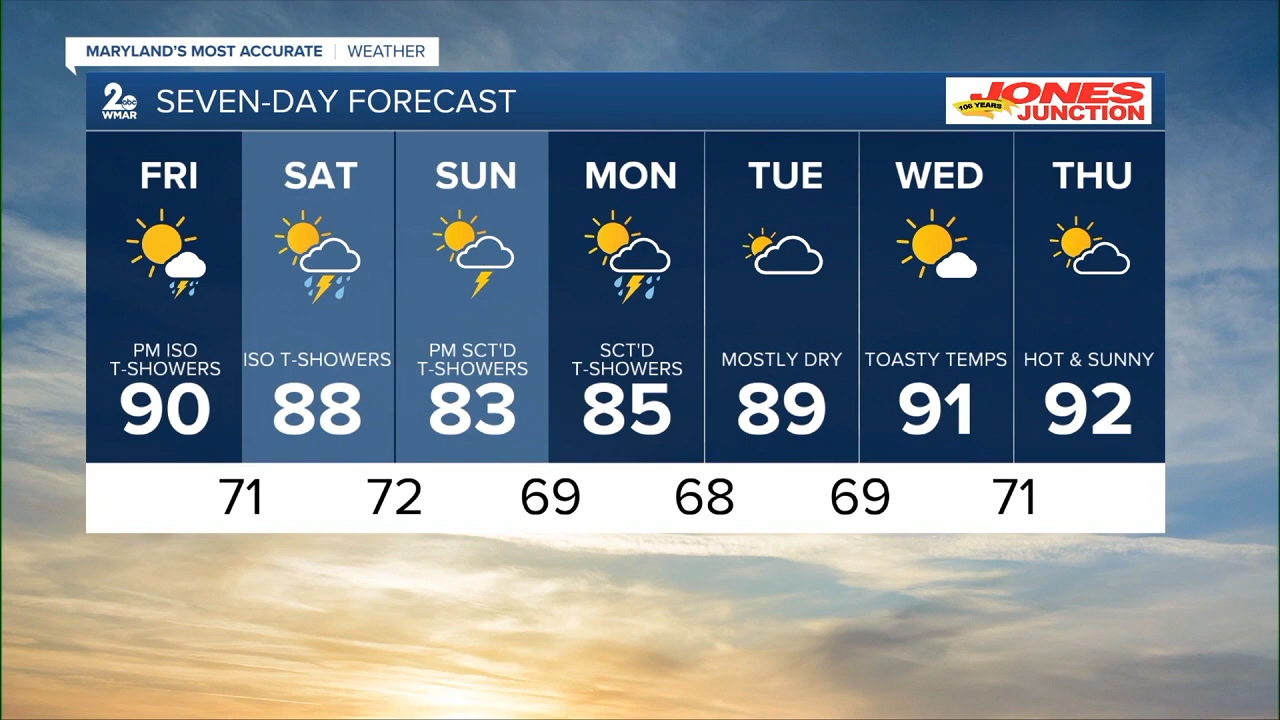 MARYLAND'S MOST ACCURATE | WEATHER
2 abc
WMAR
SEVEN-DAY FORECAST
JONES
106 YEARS
JUNCTION
FRI
PM ISO
T-SHOWERS
90
SAT
ISO T-SHOWERS
88
SUN
PM SCT'D
T-SHOWERS
83
MON
SCT'D
T-SHOWERS
85
TUE
MOSTLY DRY
89
WED
TOASTY TEMPS
91
THU
HOT & SUNNY
92
71 72 69 68 69 71